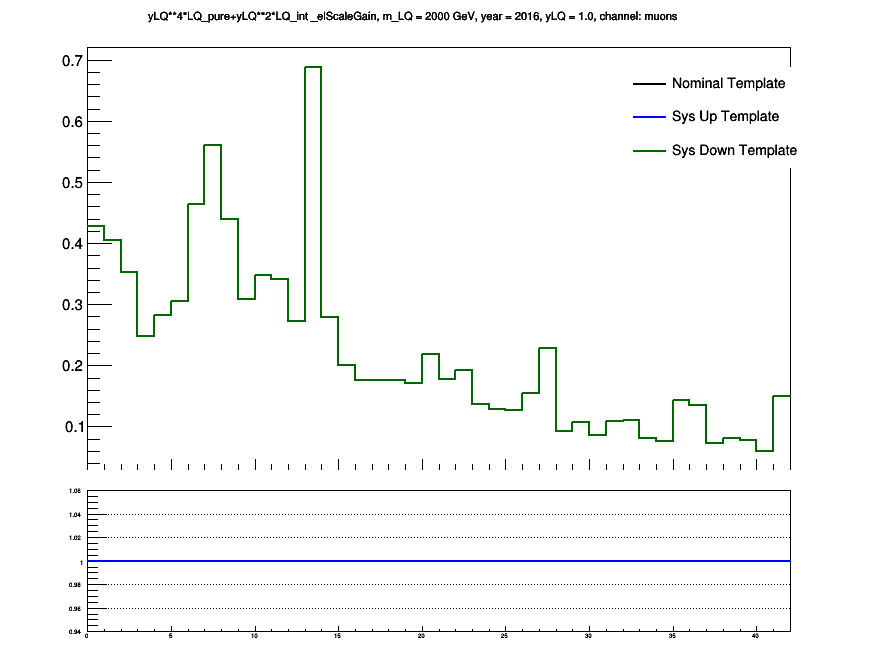 yLQ**4*LQ_pure+yLQ**2*LQ_int _elScaleGain, m_LQ = 2000 GeV, year = 2016, yLQ = 1.0, channel: muons
0.7
Nominal Template
Sys Up Template
0.6
Sys Down Template
0.5
0.4
0.3
0.2
0.1
1.06
1.04
1.02
1
0.98
0.96
0.94
0 5 10 15 20 25 30 35 40